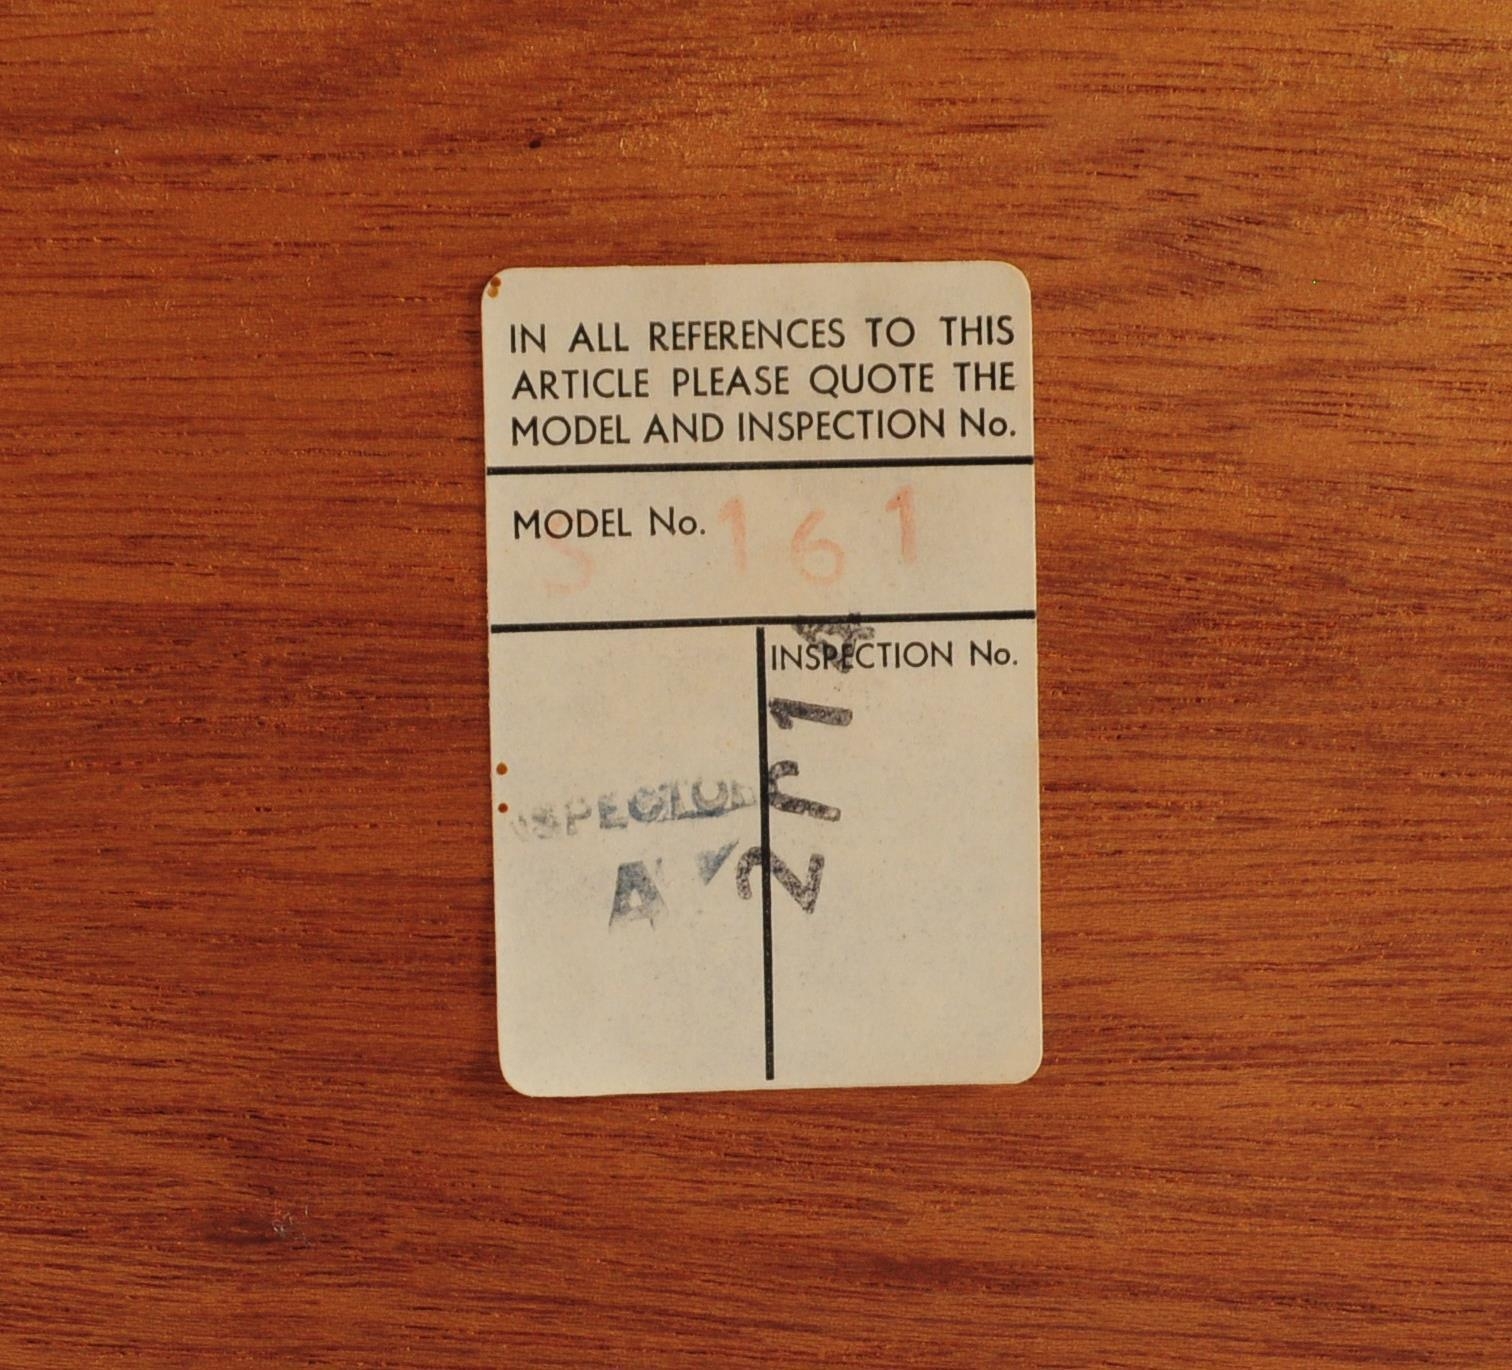 IN ALL REFERENCES TO THIS
ARTICLE PLEASE QUOTE THE
MODEL AND INSPECTION No.
MODEL No.
S 161
INSPECTION No.